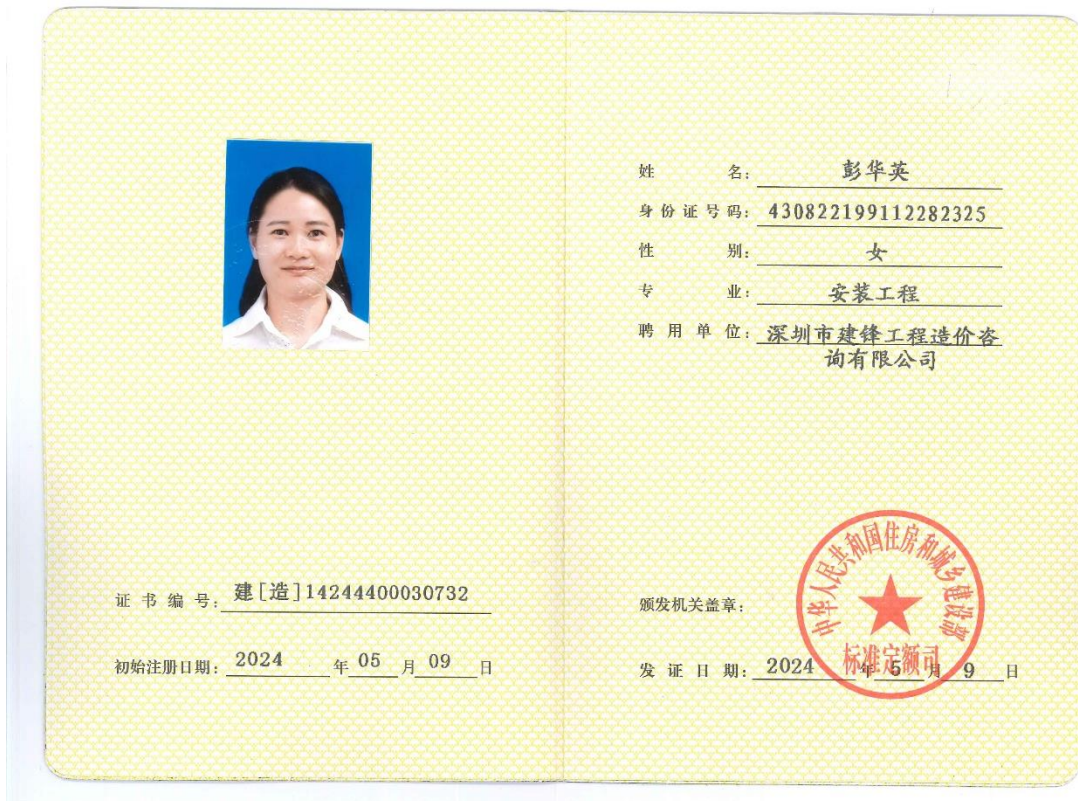 证书编号：建[造]14244400030732
初始注册日期：2024年05月09日
姓名：彭华英
身份证号码：430822199112282325
性别：女
专业：安装工程
聘用单位：深圳市建锋工程造价咨
询有限公司
颁发机关盖章：
中华人民共和国住房和城乡建设部
标准定额司
发证日期：2024年5月9日